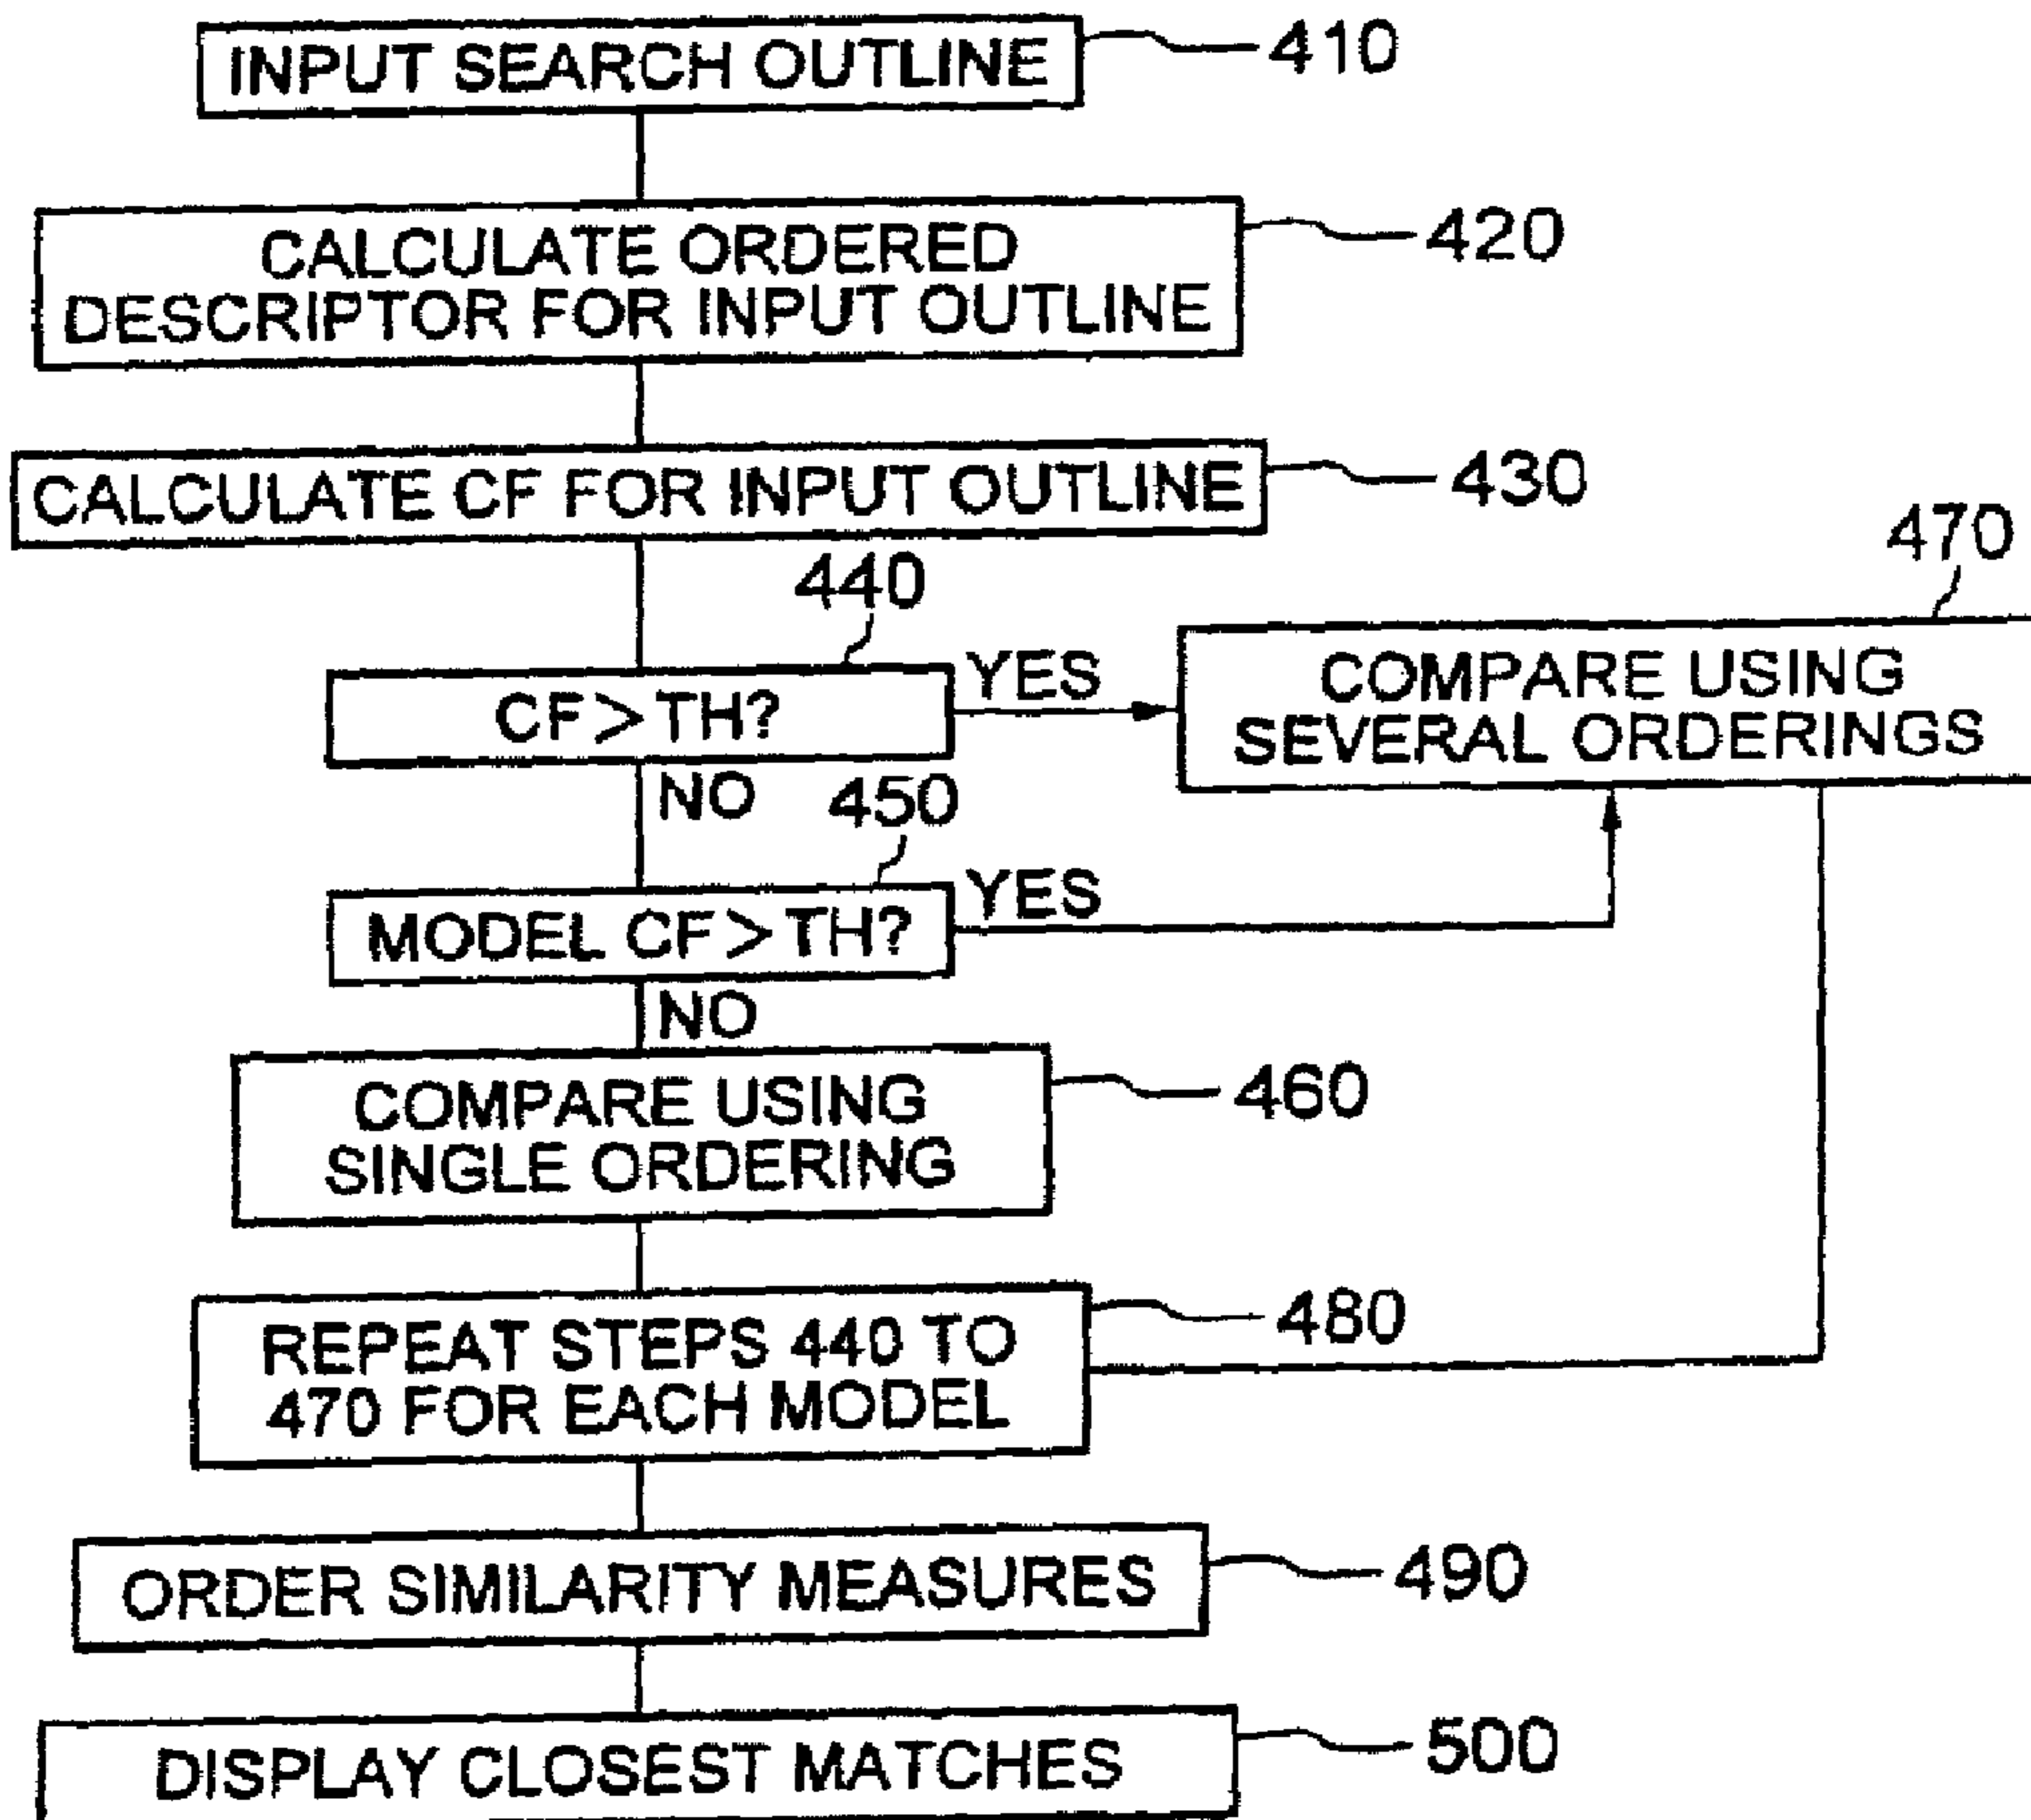 INPUT SEARCH OUTLINE
410
CALCULATE ORDERED
DESCRIPTOR FOR INPUT OUTLINE
420
CALCULATE CF FOR INPUT OUTLINE
430
440
CF > TH?
YES
NO
470
COMPARE USING
SEVERAL ORDERINGS
450
MODEL CF > TH?
YES
NO
COMPARE USING
SINGLE ORDERING
460
REPEAT STEPS 440 TO
470 FOR EACH MODEL
480
ORDER SIMILARITY MEASURES
490
DISPLAY CLOSEST MATCHES
500